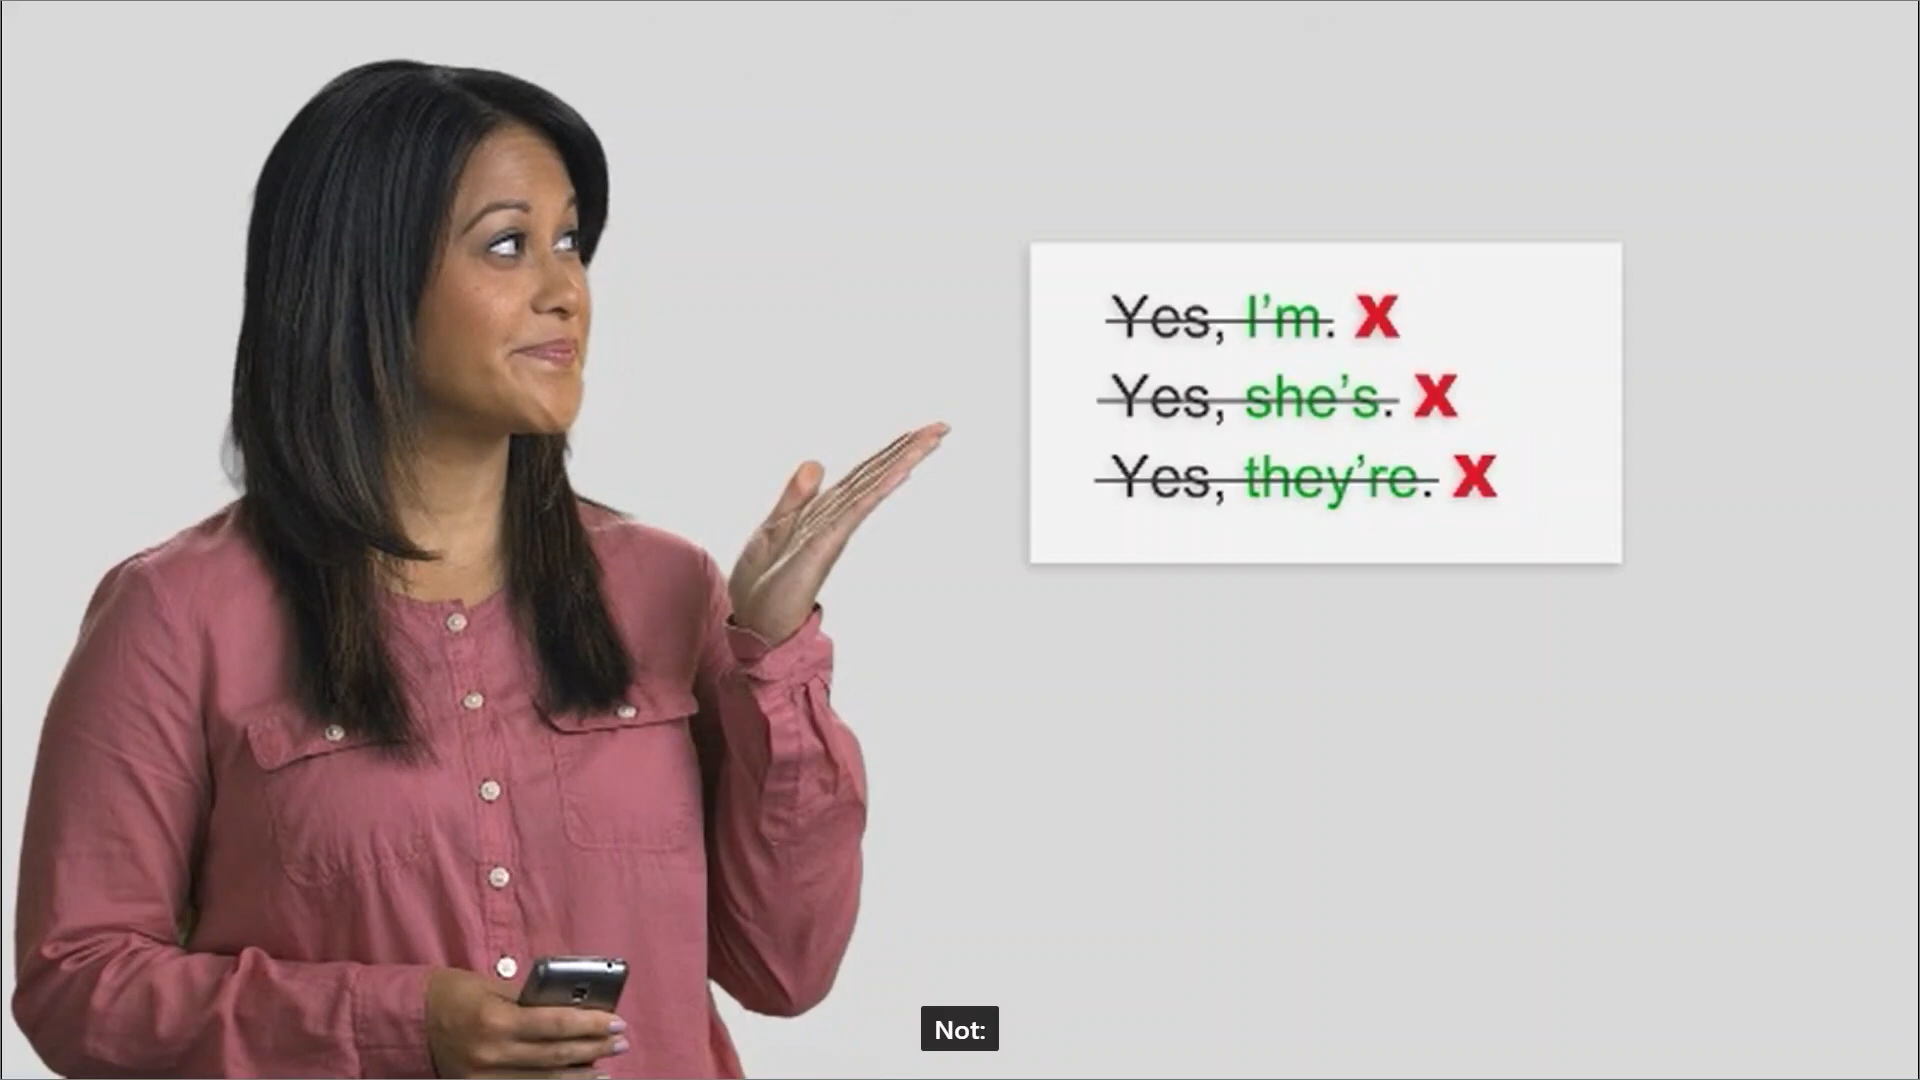 Yes, I’m. X
Yes, she’s. X
Yes, they’re. X
Not: